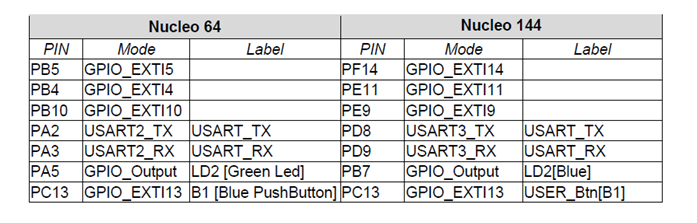 Nucleo 64 Nucleo 144
PIN Mode Label PIN Mode Label
PB5 GPIO_EXTI5 PF14 GPIO_EXTI14
PB4 GPIO_EXTI4 PE11 GPIO_EXTI11
PB10 GPIO_EXTI10 PE9 GPIO_EXTI9
PA2 USART2_TX USART_TX PD8 USART3_TX USART_TX
PA3 USART2_RX USART_RX PD9 USART3_RX USART_RX
PA5 GPIO_Output LD2 [Green Led] PB7 GPIO_Output LD2[Blue]
PC13 GPIO_EXTI13 B1 [Blue PushButton] PC13 GPIO_EXTI13 USER_Btn[B1]